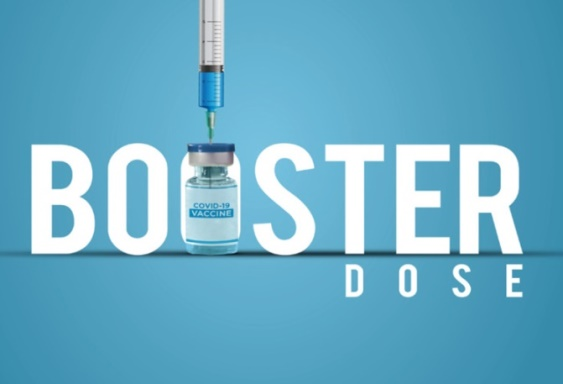 BOOSTER
COVID-19
VACCINE
DOSE